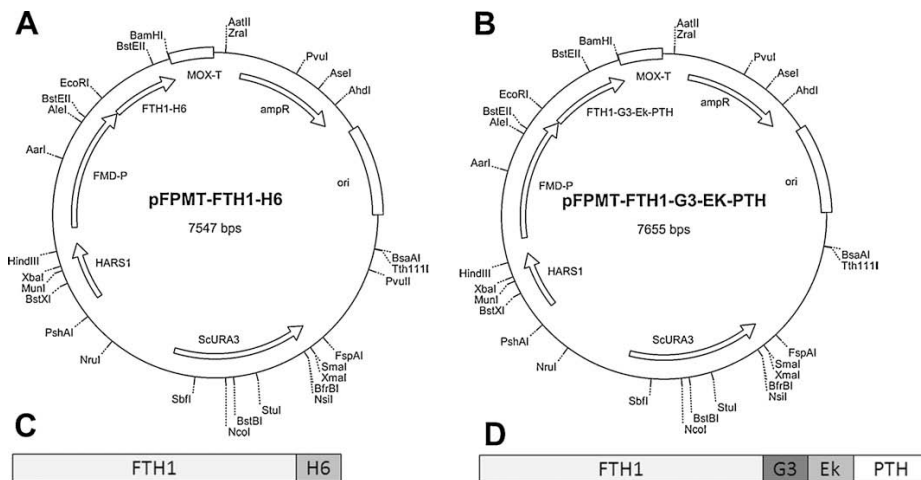 A
BamHI
BstEII
AatII
ZraI
PvuI
AseI
AhdI
EcoRI
BstEII
AleI
AarI
MOX-T
FTH1-H6
ampR
FMD-P
ori
pFPMT-FTH1-H6
7547 bps
HindIII
XbaI
MunI
BstXI
HARS1
BsaAI
Tth111I
PvuII
PshAI
NruI
ScURA3
FspAI
SmaI
XmaI
BfrBI
NsiI
SbfI
StuI
BstBI
NcoI
B
BamHI
BstEII
AatII
ZraI
PvuI
AseI
AhdI
EcoRI
BstEII
AleI
AarI
MOX-T
FTH1-G3-Ek-PTH
ampR
FMD-P
ori
pFPMT-FTH1-G3-EK-PTH
7655 bps
HindIII
XbaI
MunI
BstXI
HARS1
BsaAI
Tth111I
PshAI
NruI
ScURA3
FspAI
SmaI
XmaI
BfrBI
NsiI
SbfI
StuI
BstBI
NcoI
C
FTH1 H6
D
FTH1 G3 Ek PTH